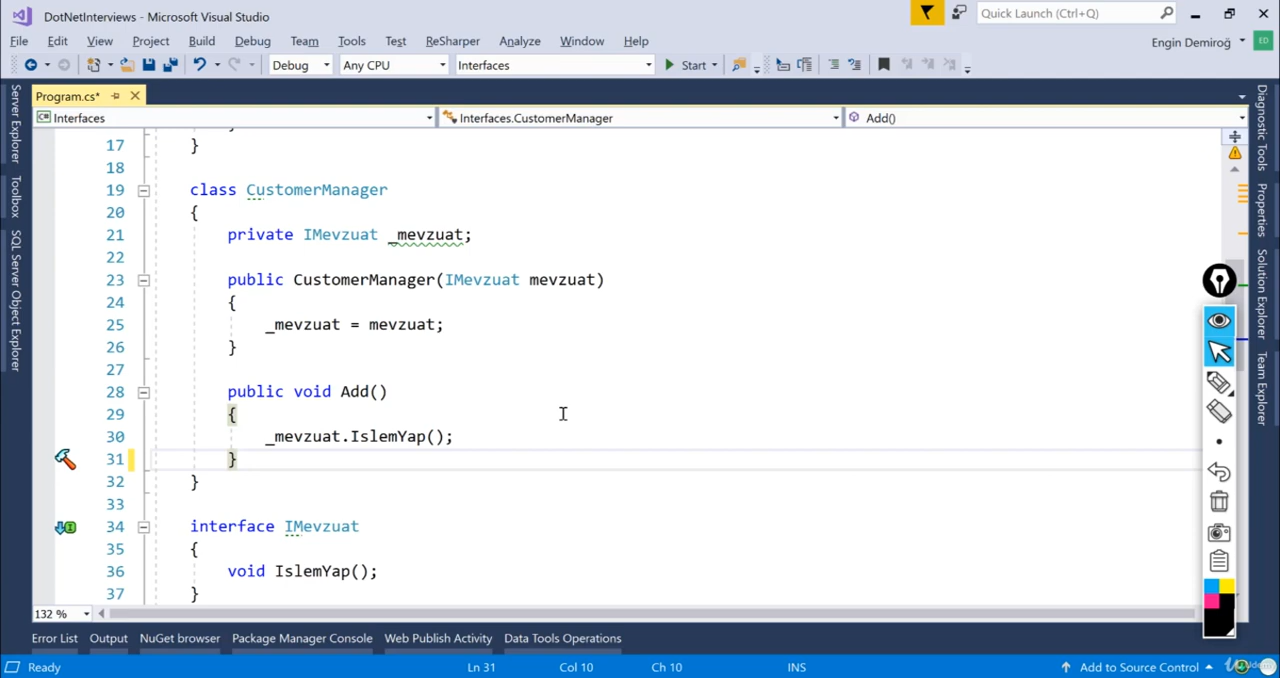 DotNetInterviews - Microsoft Visual Studio
Quick Launch (Ctrl+Q)
File Edit View Project Build Debug Team Tools Test ReSharper Analyze Window Help
Engin Demiroğ ED
Debug Any CPU Interfaces Start
Program.cs*
Interfaces Interfaces.CustomerManager Add()
Server Explorer
Toolbox
SQL Server Object Explorer
17 }
18
19 class CustomerManager
20 {
21 private IMevzuat _mevzuat;
22
23 public CustomerManager(IMevzuat mevzuat)
24 {
25 _mevzuat = mevzuat;
26 }
27
28 public void Add()
29 {
30 _mevzuat.IslemYap();
31 }
32 }
33
34 interface IMevzuat
35 {
36 void IslemYap();
37 }
Diagnostic Tools
Properties
Solution Explorer
Team Explorer
132 %
Error List Output NuGet browser Package Manager Console Web Publish Activity Data Tools Operations
Ready Ln 31 Col 10 Ch 10 INS Add to Source Control